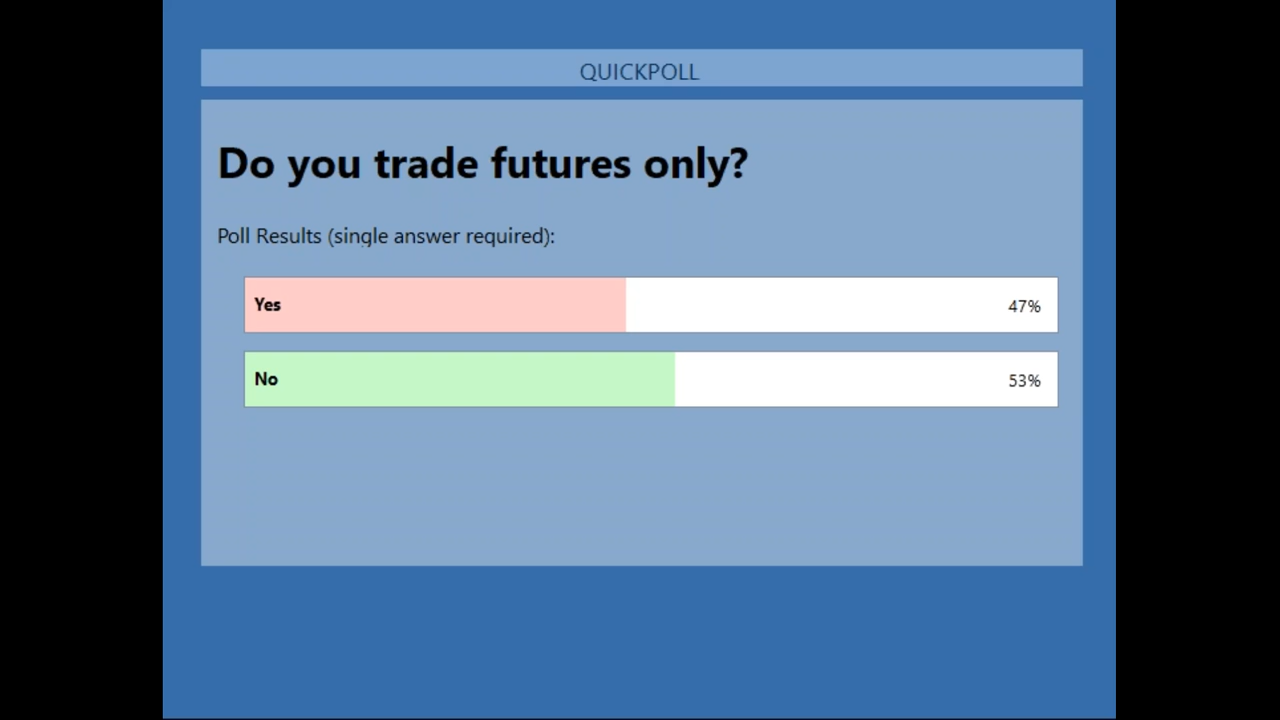 QUICKPOLL
Do you trade futures only?
Poll Results (single answer required):
Yes 47%
No 53%